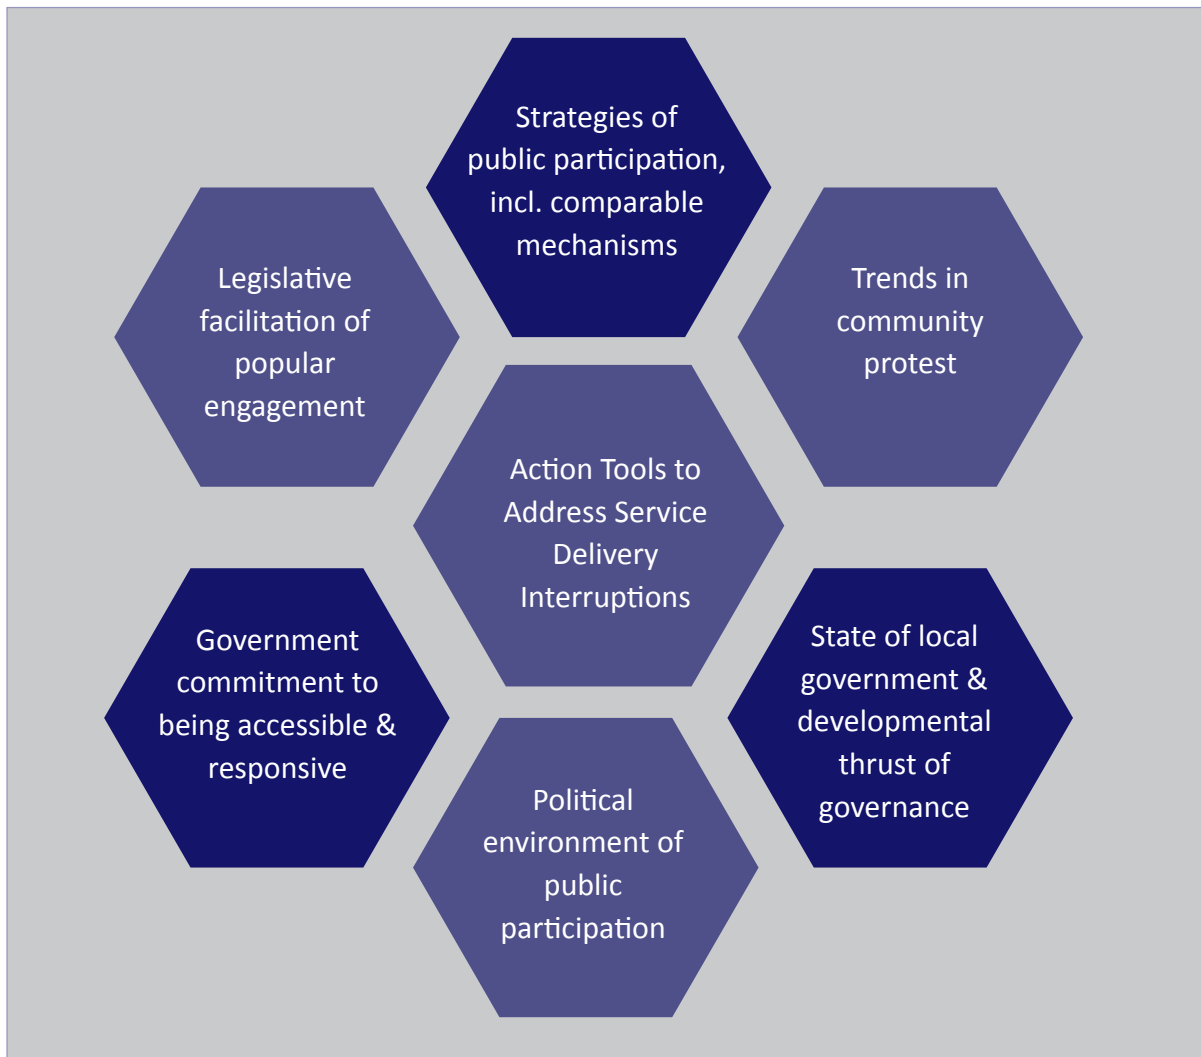 Strategies of
public participation,
incl. comparable
mechanisms
Legislative
facilitation of
popular
engagement
Trends in
community
protest
Action Tools to
Address Service
Delivery
Interruptions
Government
commitment to
being accessible &
responsive
State of local
government &
developmental
thrust of
governance
Political
environment of
public
participation